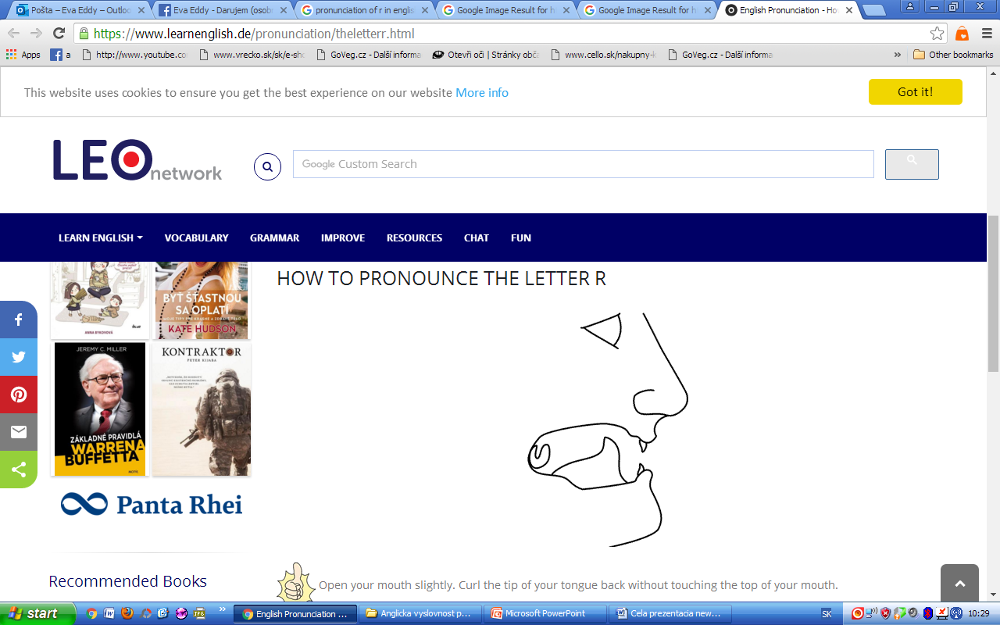 Pošta – Eva Eddy – Outloo
Eva Eddy - Darujem (osob
pronunciation of r in englis
Google Image Result for h
Google Image Result for h
English Pronunciation - Ho
https://www.learnenglish.de/pronunciation/theletterr.html
Apps
a
http://www.youtube.co
www.vrecko.sk/sk/e-sho
GoVeg.cz - Další informa
Otevři oči | Stránky obča
www.cello.sk/nakupny-k
GoVeg.cz - Další informa
»
Other bookmarks
This website uses cookies to ensure you get the best experience on our website More info
Got it!
LEO network
Google Custom Search
LEARN ENGLISH
VOCABULARY
GRAMMAR
IMPROVE
RESOURCES
CHAT
FUN
HOW TO PRONOUNCE THE LETTER R
ANNA BYKOVOVÁ
BYŤ ŠŤASTNOU
SA OPLATÍ
KATE HUDSON
JEREMY C. MILLER
ZÁKLADNÉ PRAVIDLÁ
WARRENA
BUFFETTA
KONTRAKTOR
PETER KIJABA
Panta Rhei
Recommended Books
Open your mouth slightly. Curl the tip of your tongue back without touching the top of your mouth.
start
»
English Pronunciation ...
Anglicka vyslovnost p...
Microsoft PowerPoint
Cela prezentacia new...
SK
10:29